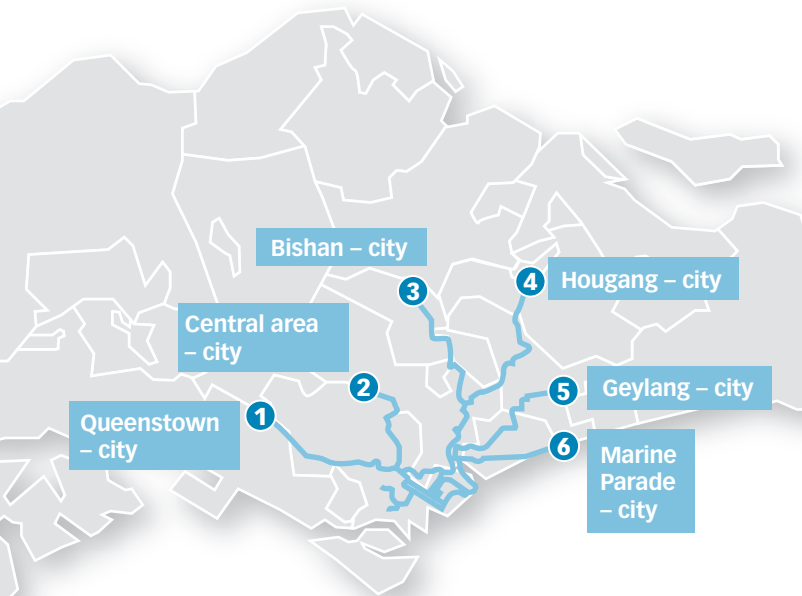 Bishan – city
3
4
Hougang – city
Central area
– city
2
5
Geylang – city
1
Queenstown
– city
6
Marine
Parade
– city